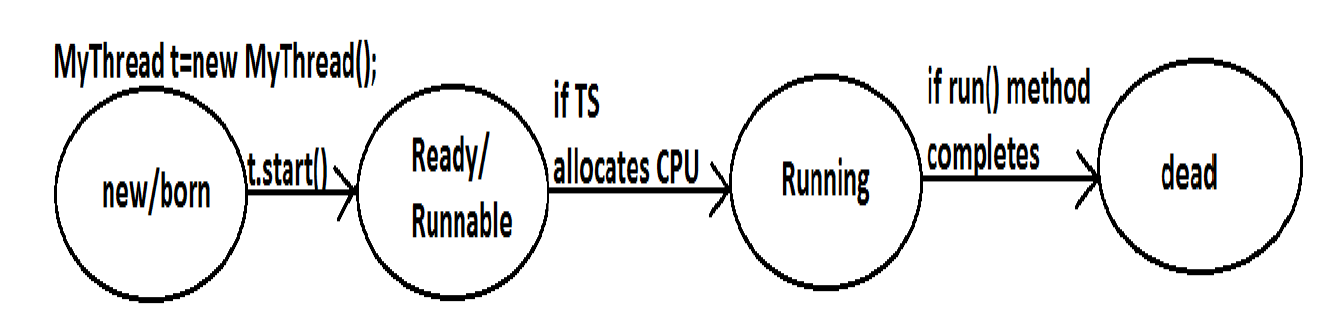 MyThread t=new MyThread();
new/born
t.start()
Ready/
Runnable
if TS
allocates CPU
Running
if run() method
completes
dead